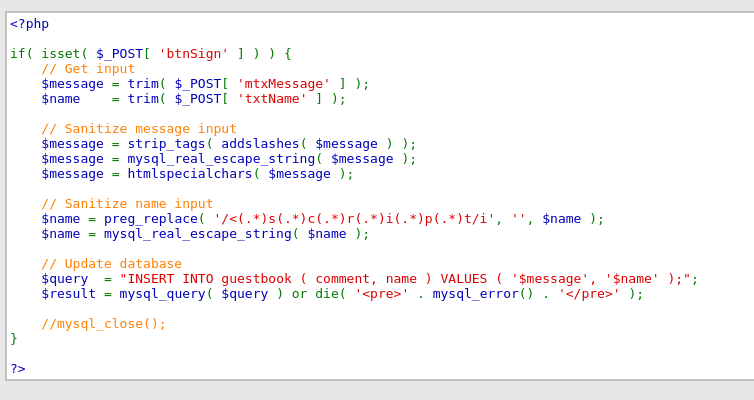 <?php
if( isset( $_POST[ 'btnSign' ] ) ) {
// Get input
$message = trim( $_POST[ 'mtxMessage' ] );
$name    = trim( $_POST[ 'txtName' ] );
// Sanitize message input
$message = strip_tags( addslashes( $message ) );
$message = mysql_real_escape_string( $message );
$message = htmlspecialchars( $message );
// Sanitize name input
$name = preg_replace( '/<(.*)s(.*)c(.*)r(.*)i(.*)p(.*)t/i', '', $name );
$name = mysql_real_escape_string( $name );
// Update database
$query  = "INSERT INTO guestbook ( comment, name ) VALUES ( '$message', '$name' );";
$result = mysql_query( $query ) or die( '<pre>' . mysql_error() . '</pre>' );
//mysql_close();
}
?>